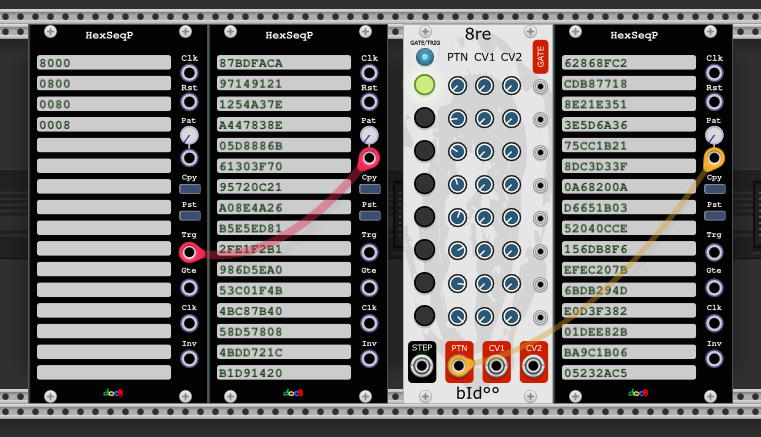 HexSeqP
8000
0800
0080
0008
Clk
Rst
Pat
Cpy
Pst
Trg
Gte
Clk
Inv
docB
HexSeqP
87BDFACA
97149121
1254A37E
A447838E
05D8886B
61303F70
95720C21
A08E4A26
B5E5ED81
2FE1F2B1
986D5EA0
53C01F4B
4BC87B40
58D57808
4BDD721C
B1D91420
Clk
Rst
Pat
Cpy
Pst
Trg
Gte
Clk
Inv
docB
8re
GATE/TRIG
PTN CV1 CV2
GATE
STEP
PTN
CV1
CV2
bId°°
HexSeqP
62868FC2
CDB87718
8E21E351
3E5D6A36
75CC1B21
8DC3D33F
0A68200A
D6651B03
52040CCE
156DB8F6
EFEC207B
6BDB294D
E0D3F382
01DEE82B
BA9C1B06
05232AC5
Clk
Rst
Pat
Cpy
Pst
Trg
Gte
Clk
Inv
docB